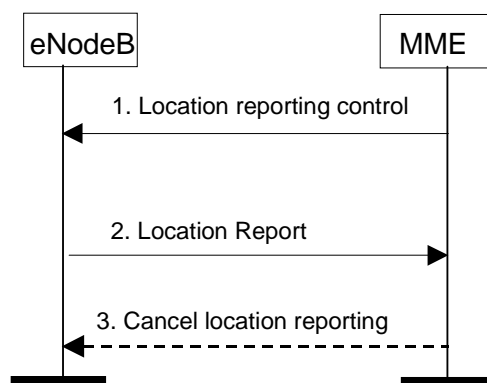 eNodeB
MME
1. Location reporting control
2. Location Report
3. Cancel location reporting